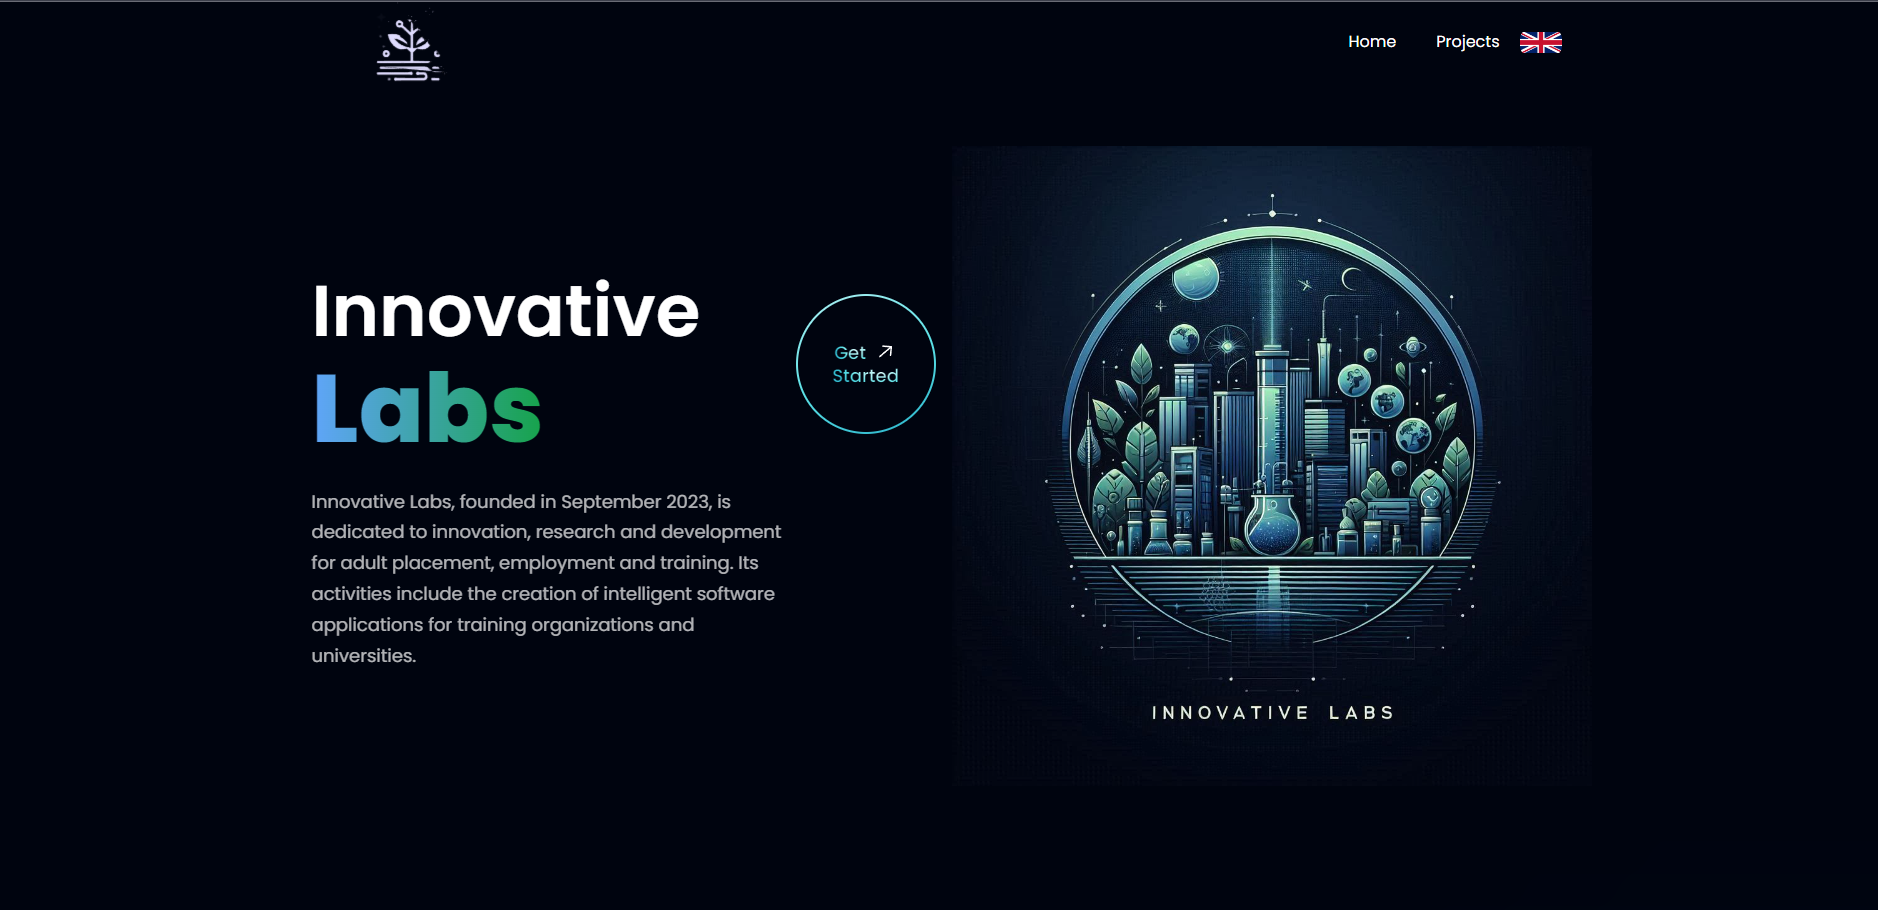 Home Projects
Innovative
Labs
Get
Started
Innovative Labs, founded in September 2023, is
dedicated to innovation, research and development
for adult placement, employment and training. Its
activities include the creation of intelligent software
applications for training organizations and
universities.
INNOVATIVE LABS